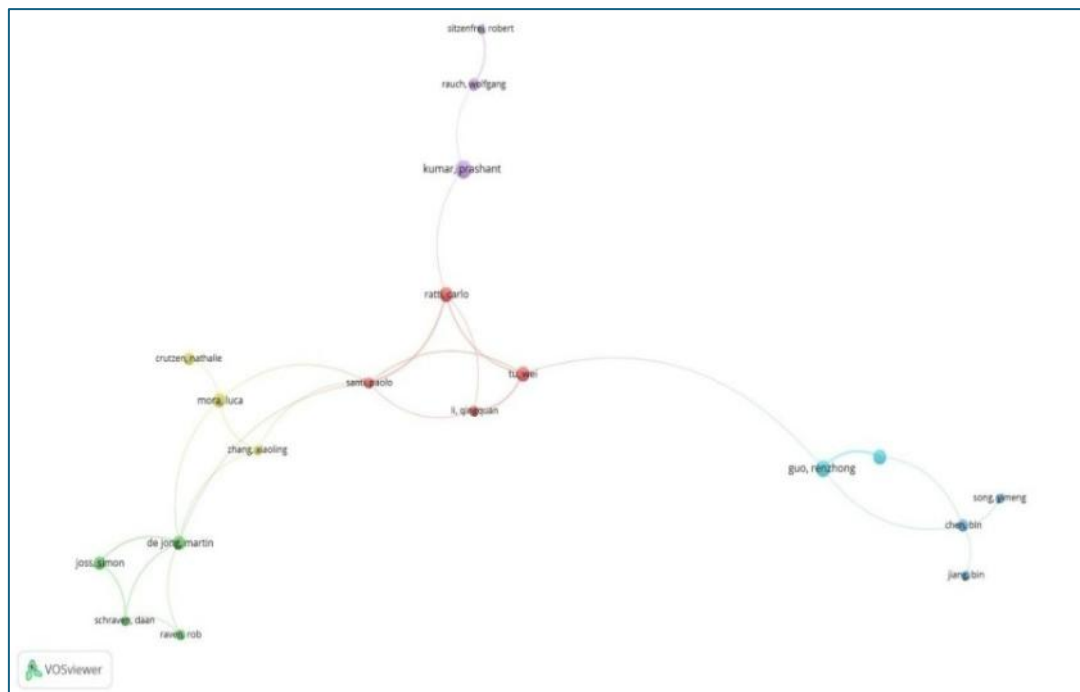 sitzenfrei, robert
rauch, wolfgang
kumar, prashant
ratti, carlo
crutzen, nathalie
santi, paolo
tu, wei
mora, luca
li, qingquan
zhang, xiaoling
guo, renzhong
song, yimeng
chen, bin
de jong, martin
joss, simon
jiang, bin
schraven, daan
raven, rob
VOSviewer